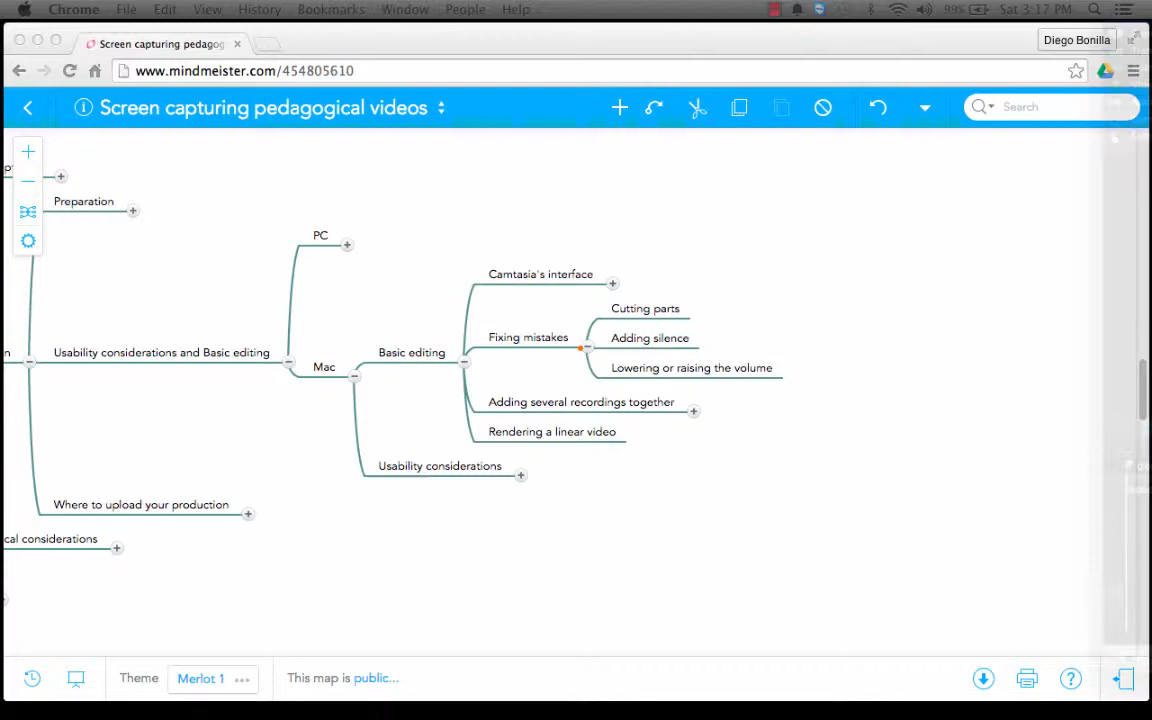 Chrome File Edit View History Bookmarks Window People Help 99% Sat 3:17 PM
Screen capturing pedagog Diego Bonilla
www.mindmeister.com/454805610
Screen capturing pedagogical videos Search
Preparation
PC
Camtasia's interface
Cutting parts
Fixing mistakes
Adding silence
Usability considerations and Basic editing
Basic editing
Mac
Lowering or raising the volume
Adding several recordings together
Rendering a linear video
Usability considerations
Where to upload your production
cal considerations
Theme Merlot 1 This map is public...